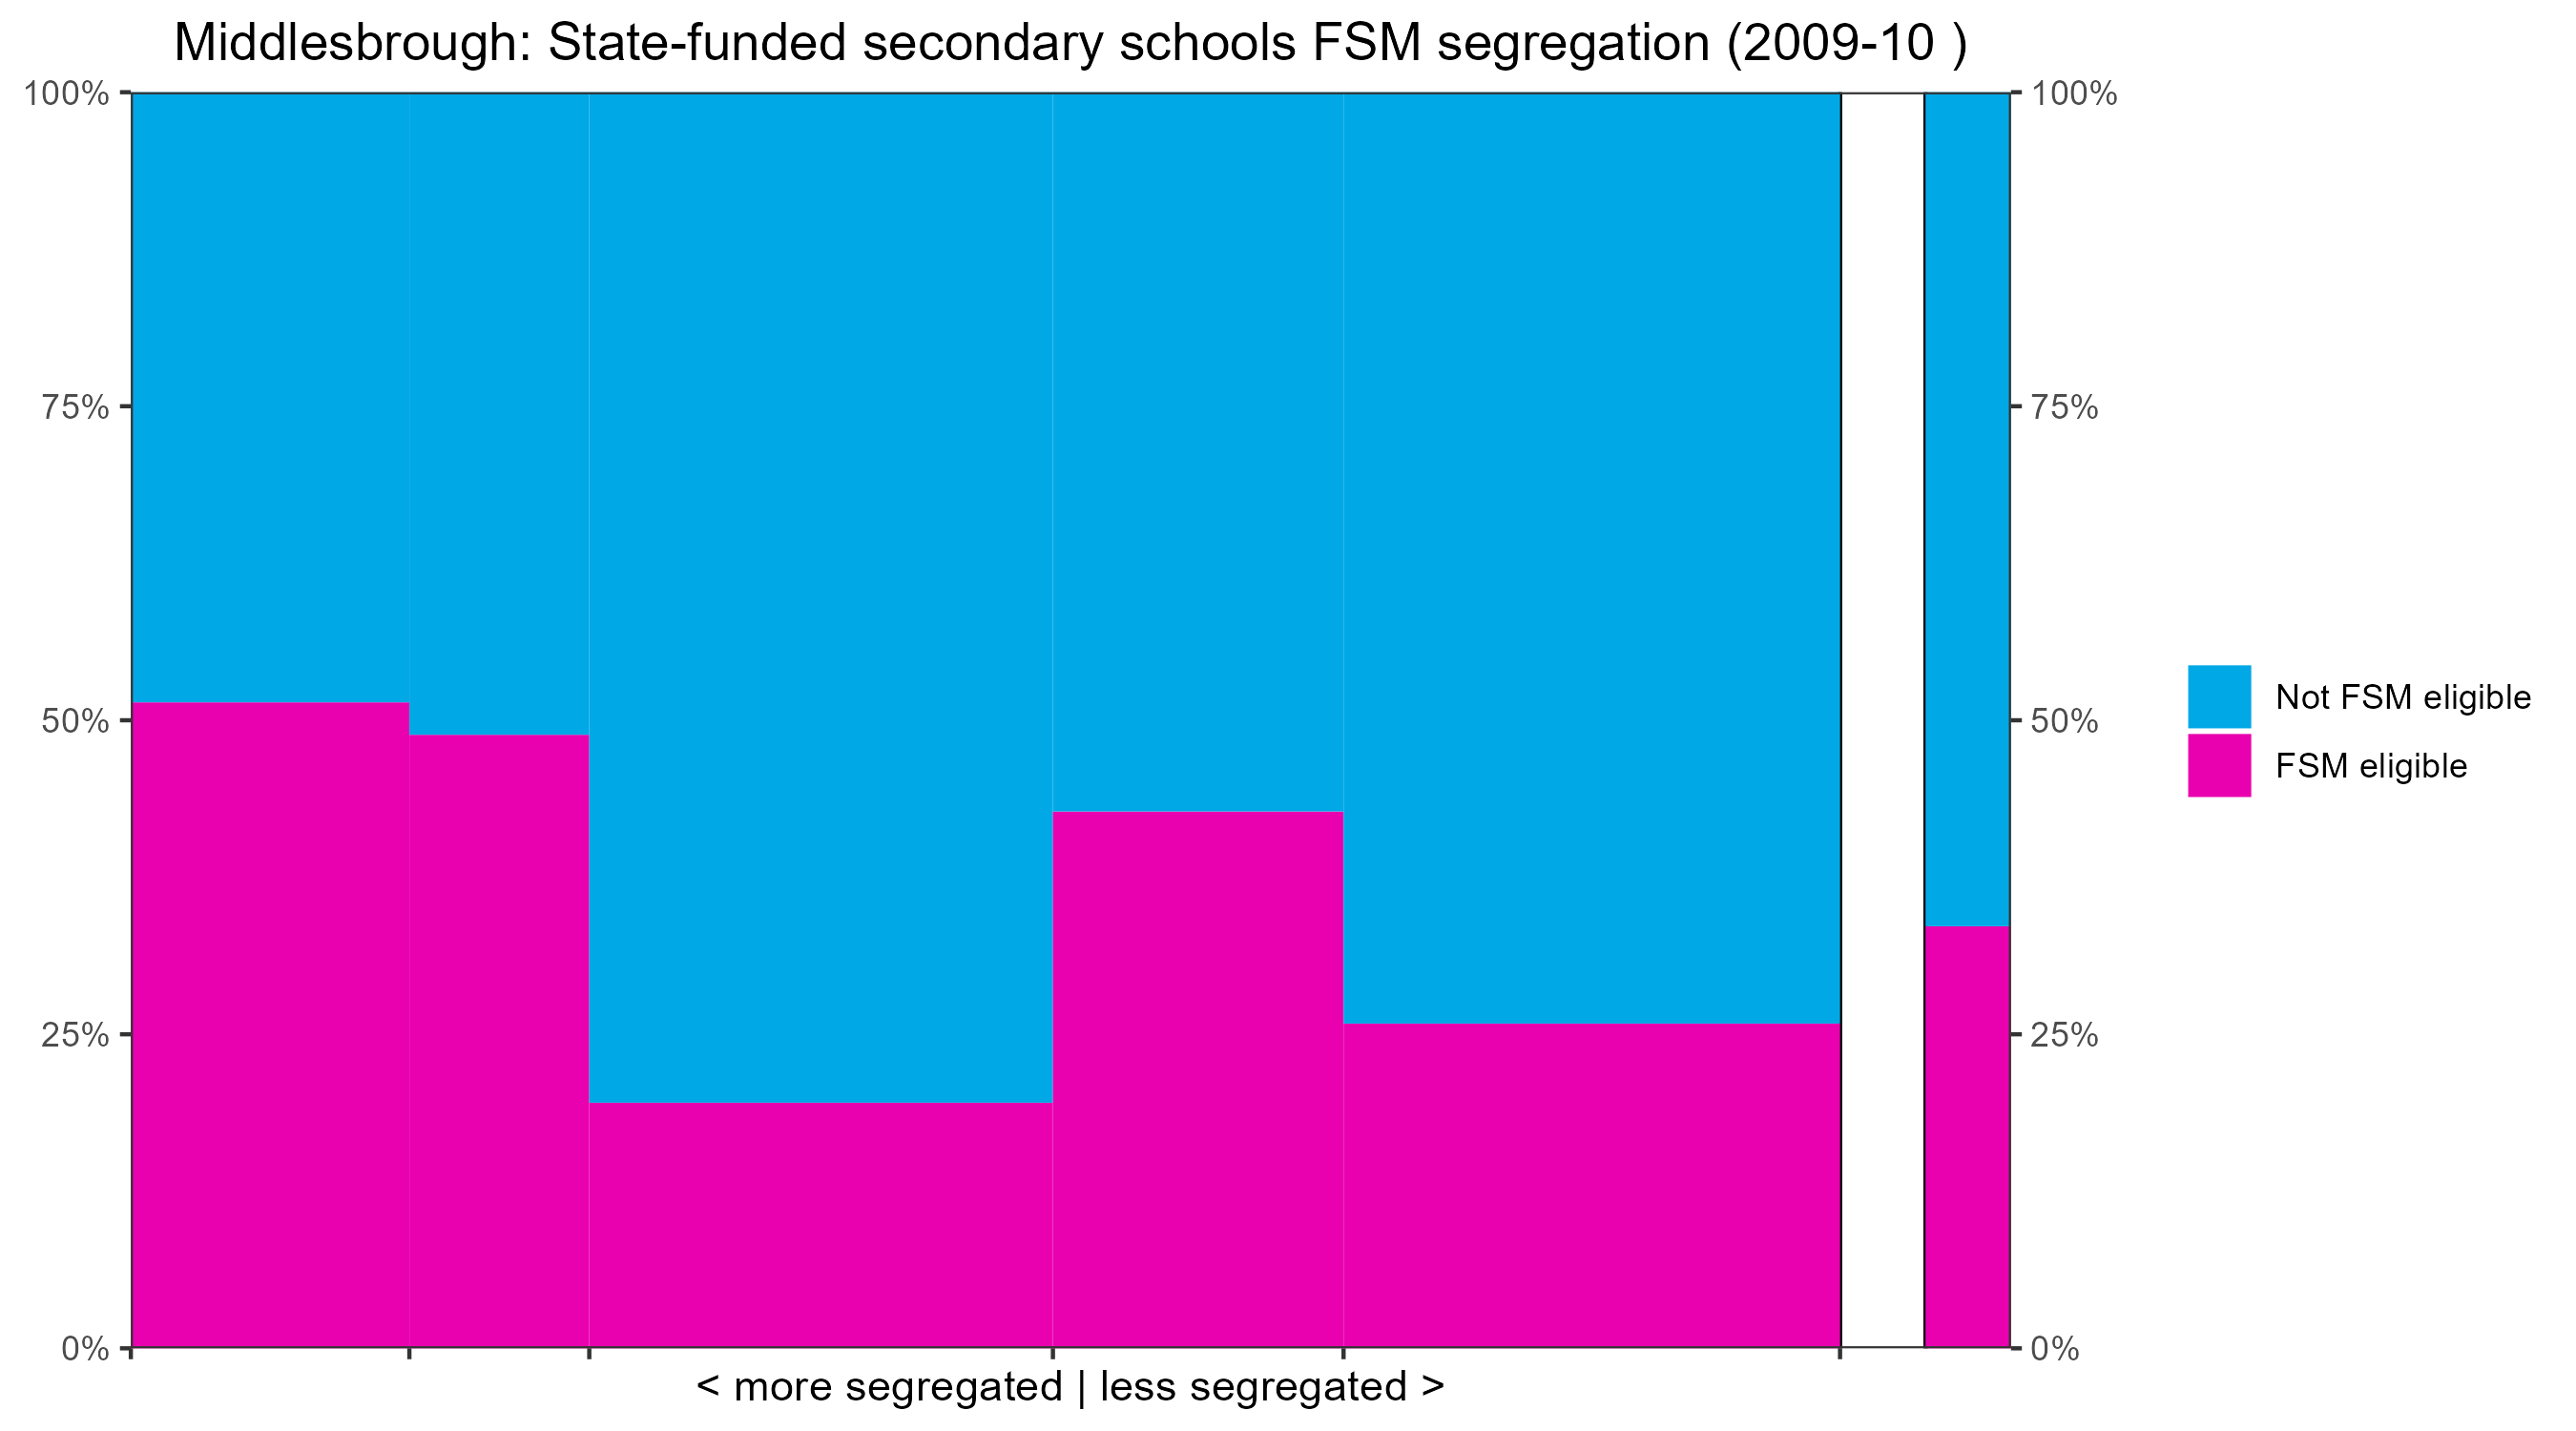 Middlesbrough: State-funded secondary schools FSM segregation (2009-10 )
100%
75%
50%
25%
0%
100%
75%
50%
25%
0%
Not FSM eligible
FSM eligible
< more segregated | less segregated >